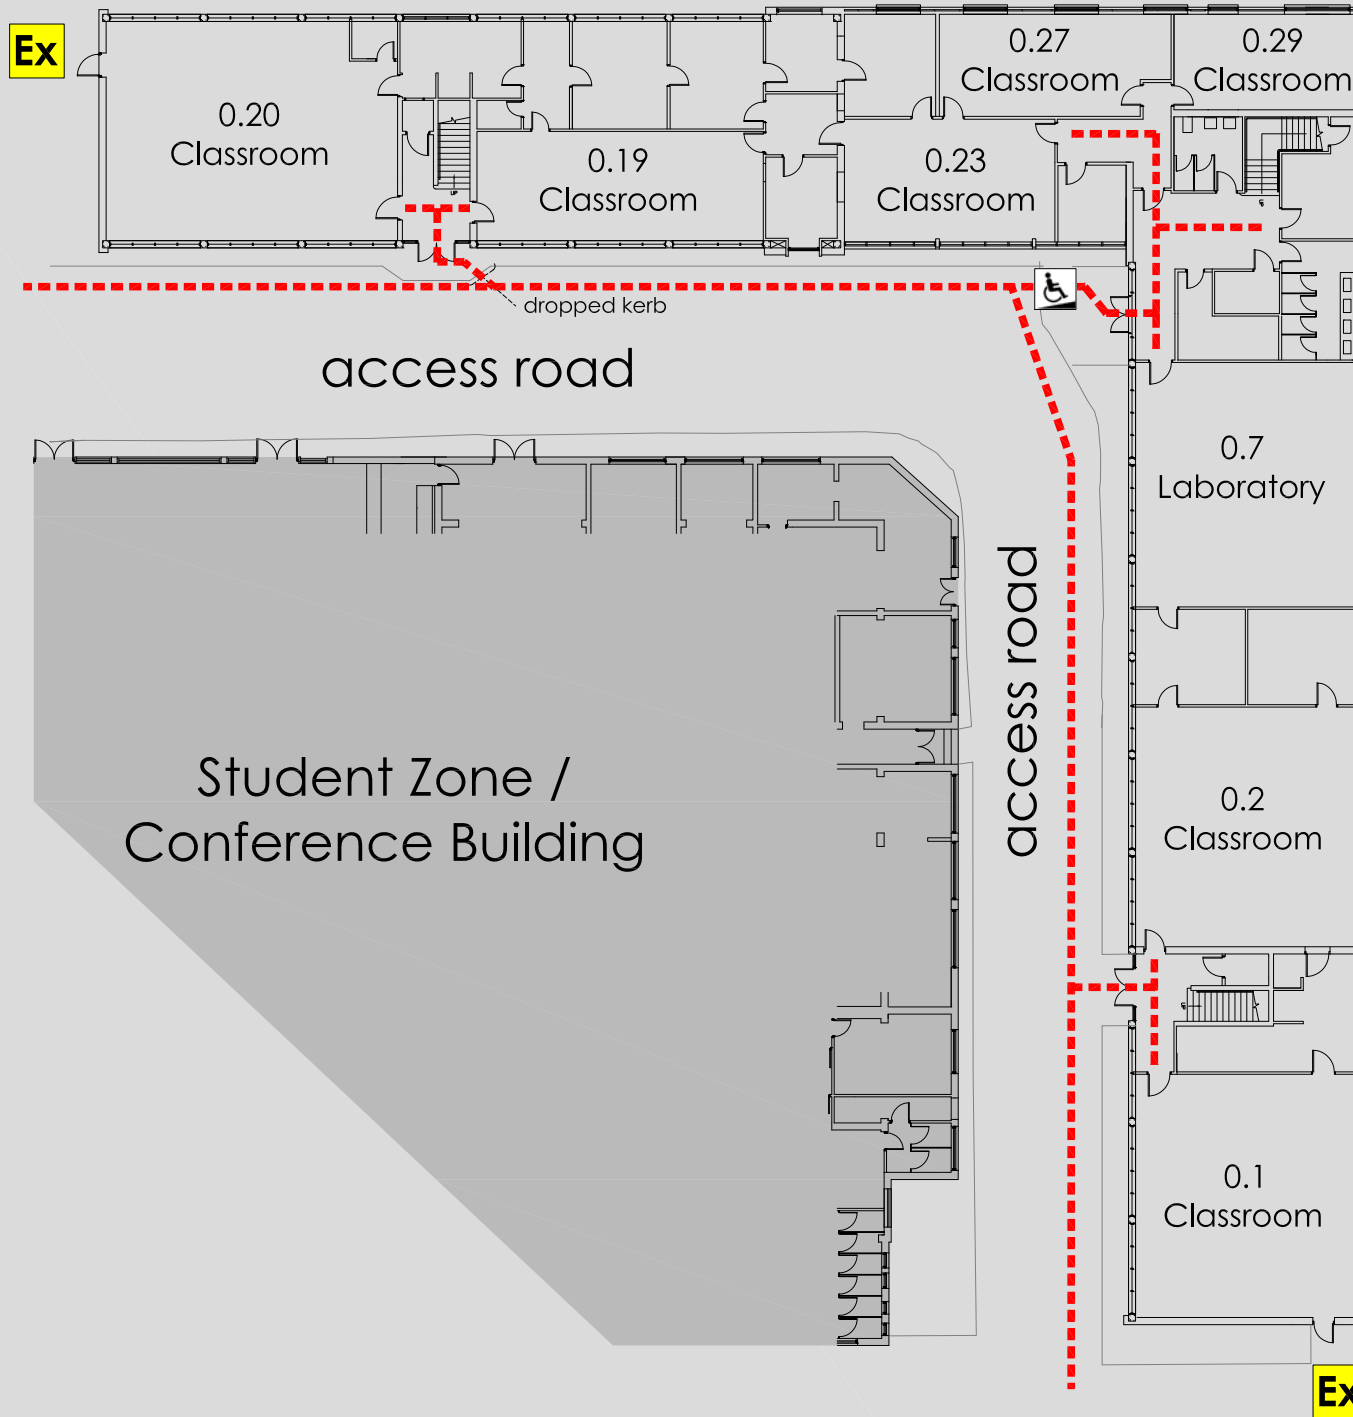 Ex
0.20
Classroom
0.19
Classroom
0.23
Classroom
0.27
Classroom
0.29
Classroom
UP
dropped kerb
access road
0.7
Laboratory
access road
Student Zone /
Conference Building
0.2
Classroom
0.1
Classroom
Ex